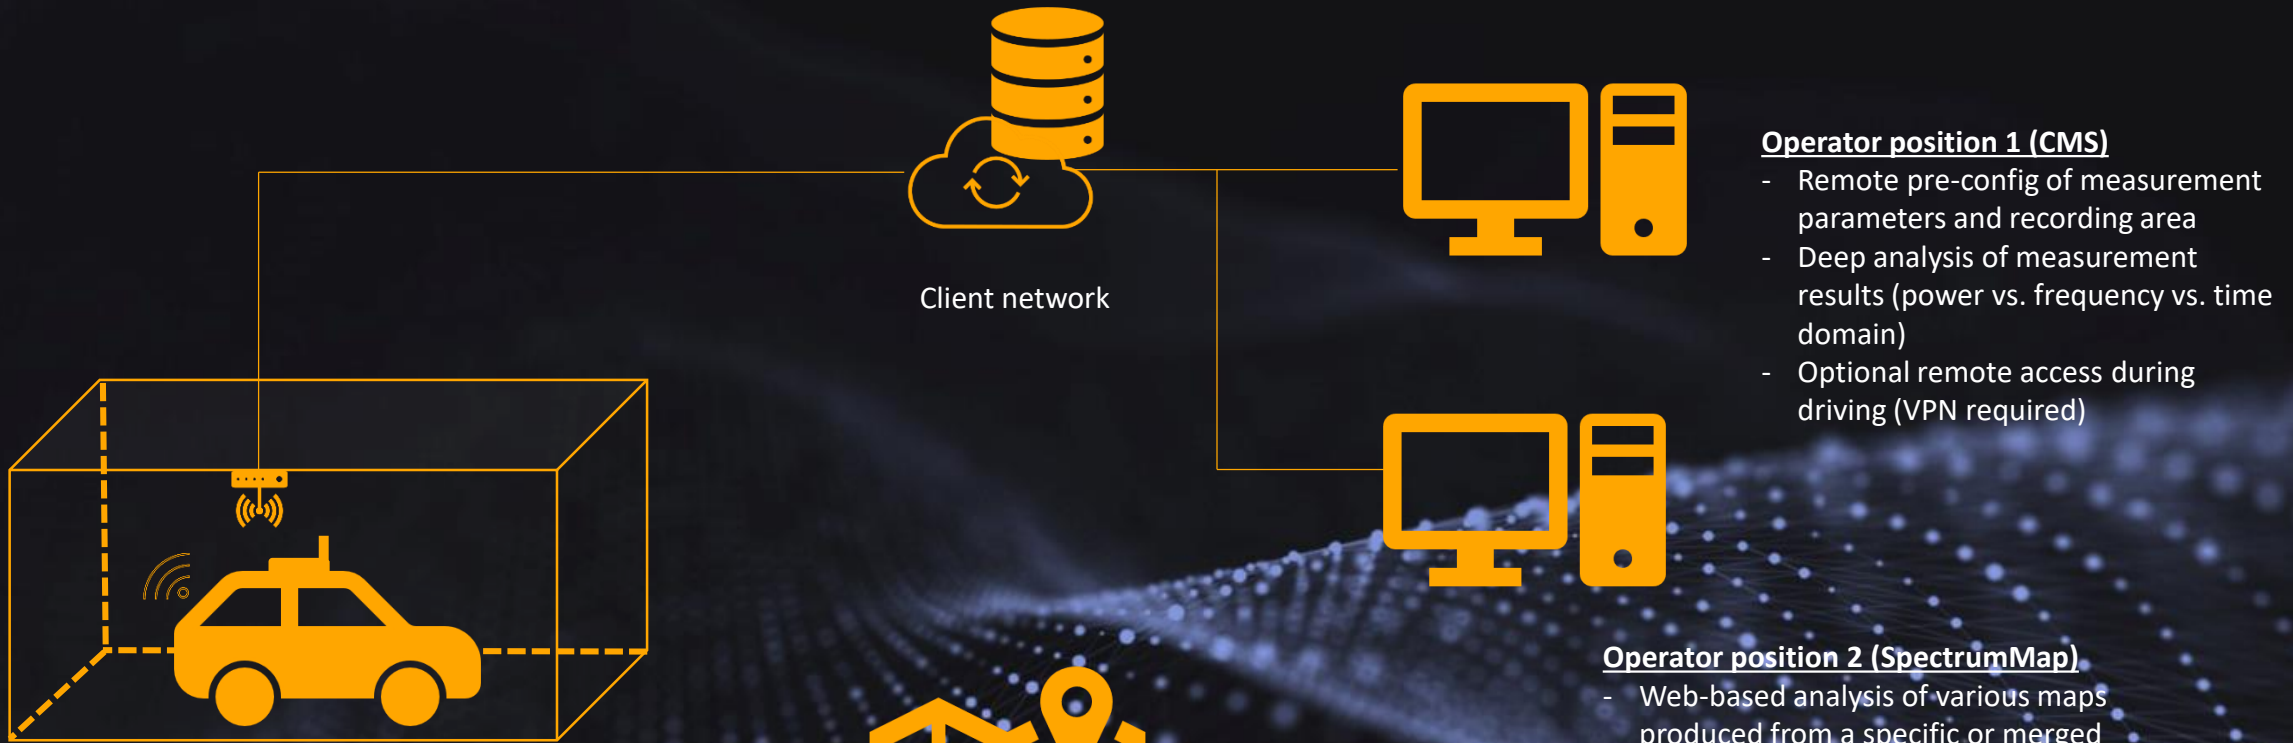 Operator position 1 (CMS)
- Remote pre-config of measurement
parameters and recording area
- Deep analysis of measurement
results (power vs. frequency vs. time
domain)
- Optional remote access during
driving (VPN required)
Client network
Operator position 2 (SpectrumMap)
- Web-based analysis of various maps
produced from a specific or merged